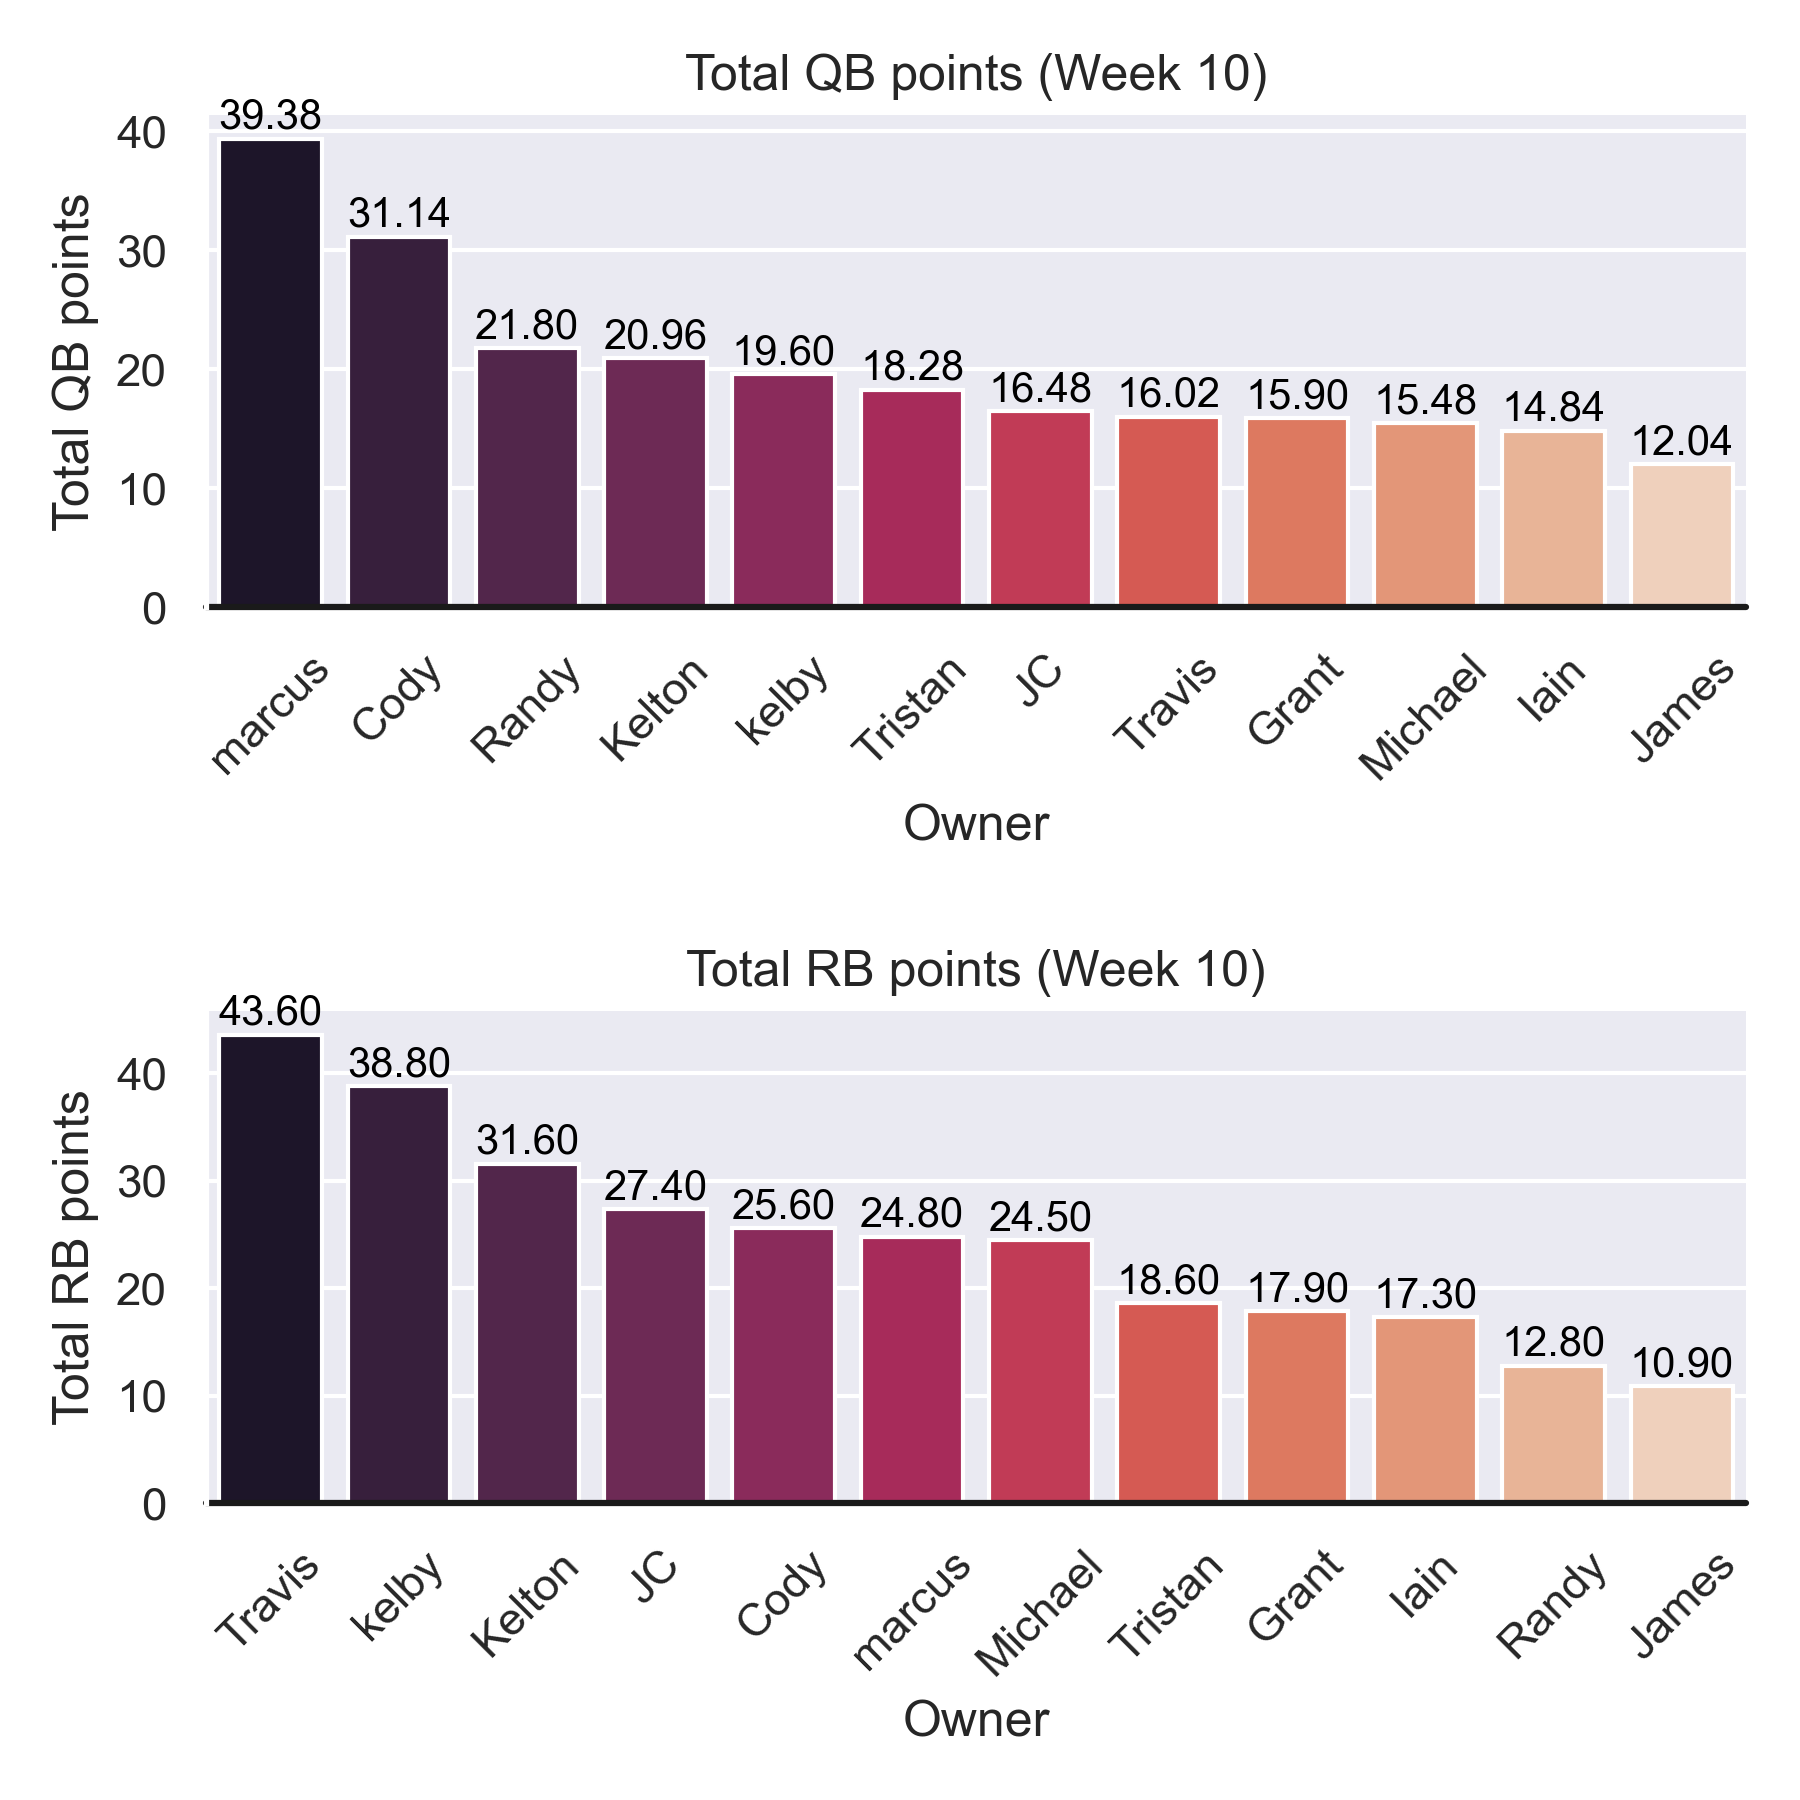 Total QB points (Week 10)
Total QB points
40
30
20
10
0
39.38
31.14
21.80
20.96
19.60
18.28
16.48
16.02
15.90
15.48
14.84
12.04
marcus
Cody
Randy
Kelton
kelby
Tristan
JC
Travis
Grant
Michael
Iain
James
Owner
Total RB points (Week 10)
Total RB points
40
30
20
10
0
43.60
38.80
31.60
27.40
25.60
24.80
24.50
18.60
17.90
17.30
12.80
10.90
Travis
kelby
Kelton
JC
Cody
marcus
Michael
Tristan
Grant
Iain
Randy
James
Owner